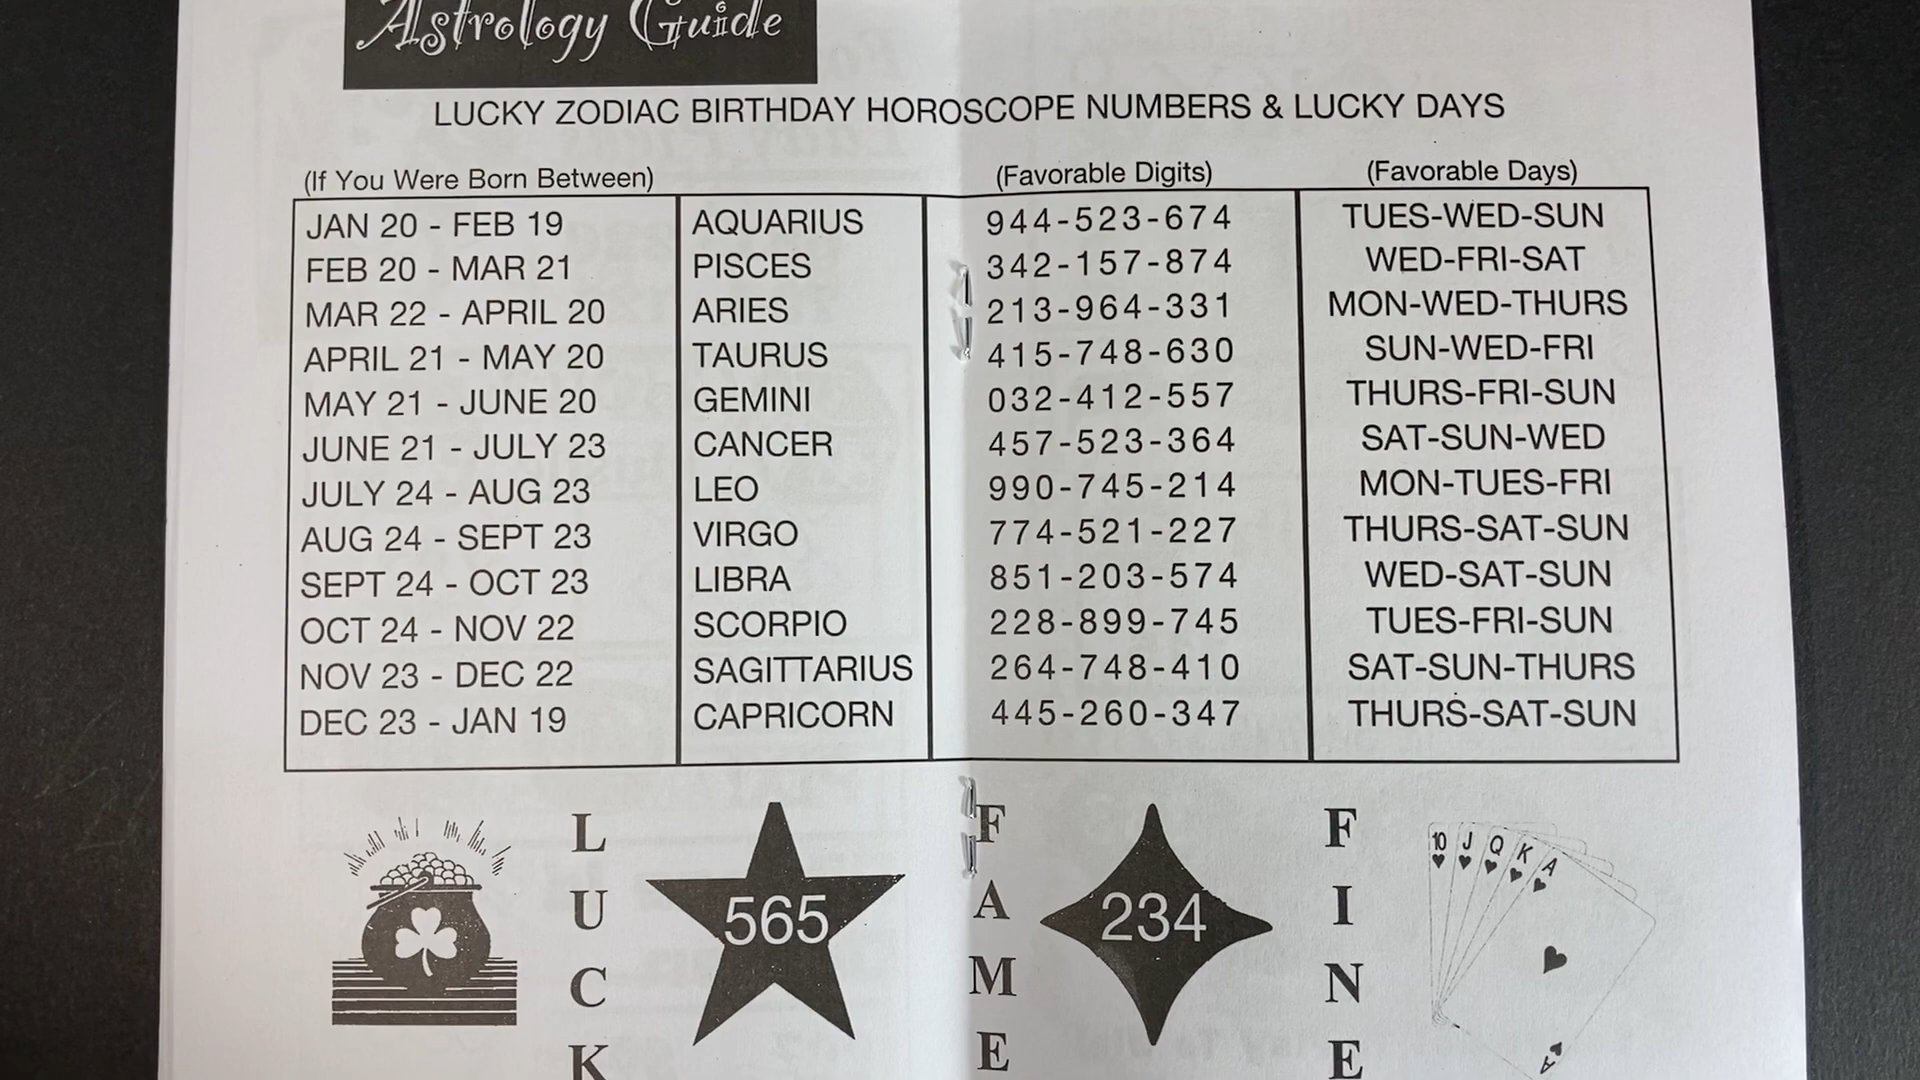 Astrology Guide
LUCKY ZODIAC BIRTHDAY HOROSCOPE NUMBERS & LUCKY DAYS
(If You Were Born Between) (Favorable Digits) (Favorable Days)
JAN 20 - FEB 19 AQUARIUS 944-523-674 TUES-WED-SUN
FEB 20 - MAR 21 PISCES 342-157-874 WED-FRI-SAT
MAR 22 - APRIL 20 ARIES 213-964-331 MON-WED-THURS
APRIL 21 - MAY 20 TAURUS 415-748-630 SUN-WED-FRI
MAY 21 - JUNE 20 GEMINI 032-412-557 THURS-FRI-SUN
JUNE 21 - JULY 23 CANCER 457-523-364 SAT-SUN-WED
JULY 24 - AUG 23 LEO 990-745-214 MON-TUES-FRI
AUG 24 - SEPT 23 VIRGO 774-521-227 THURS-SAT-SUN
SEPT 24 - OCT 23 LIBRA 851-203-574 WED-SAT-SUN
OCT 24 - NOV 22 SCORPIO 228-899-745 TUES-FRI-SUN
NOV 23 - DEC 22 SAGITTARIUS 264-748-410 SAT-SUN-THURS
DEC 23 - JAN 19 CAPRICORN 445-260-347 THURS-SAT-SUN
LUCK
565
FAME
234
FINE
10 J Q K A
A